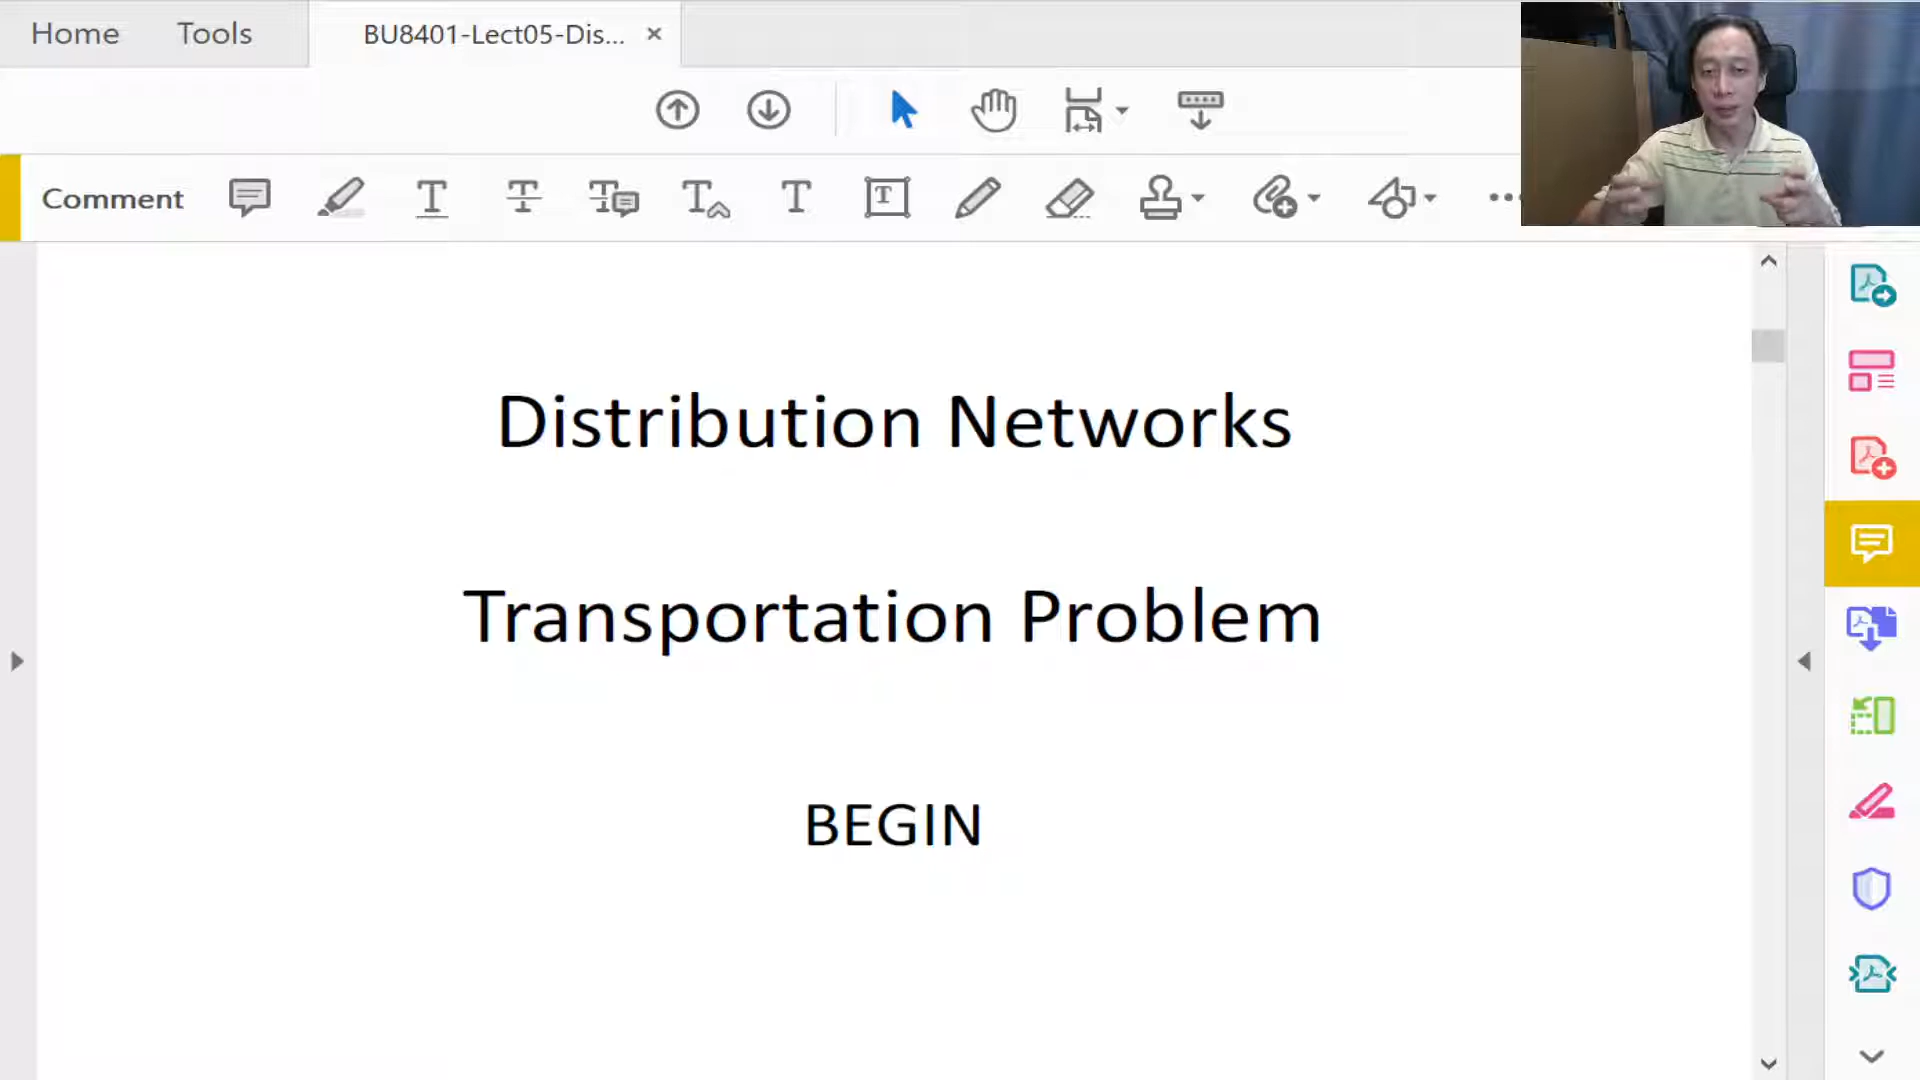 Home Tools BU8401-Lect05-Dis...
Comment
Distribution Networks
Transportation Problem
BEGIN